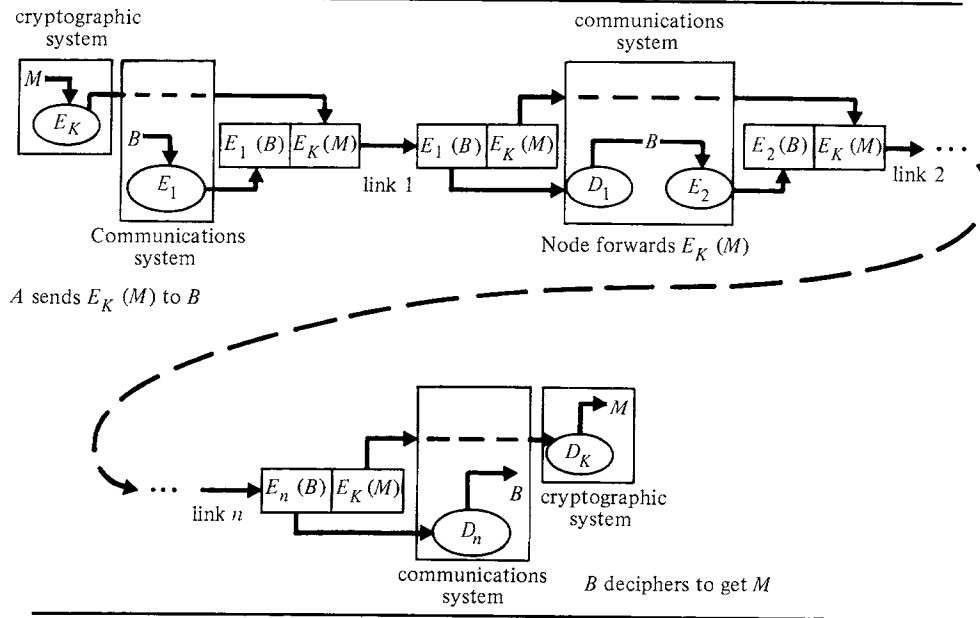 cryptographic
system
communications
system
M
E_K
B
E_1
E_1 (B) E_K (M)
link 1
E_1 (B) E_K (M)
D_1
B
E_2
E_2 (B) E_K (M)
link 2
...
Communications
system
Node forwards E_K (M)
A sends E_K (M) to B
...
link n
E_n (B) E_K (M)
B
D_n
M
D_K
cryptographic
system
communications
system
B deciphers to get M